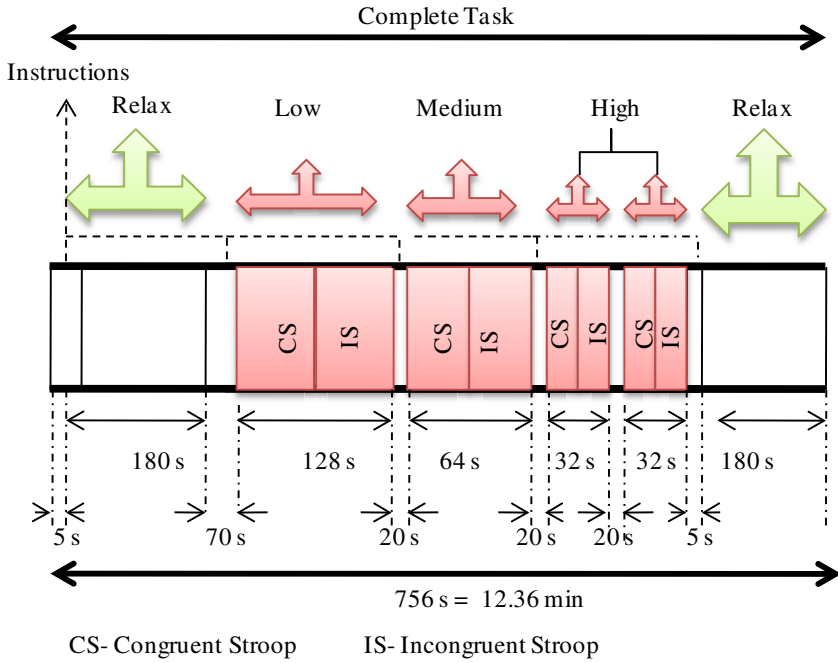 Complete Task
Instructions
Relax Low Medium High Relax
CS IS CS IS CS IS CS IS
180 s 128 s 64 s 32 s 32 s 180 s
5 s 70 s 20 s 20 s 20 s 5 s
756 s = 12.36 min
CS- Congruent Stroop IS- Incongruent Stroop